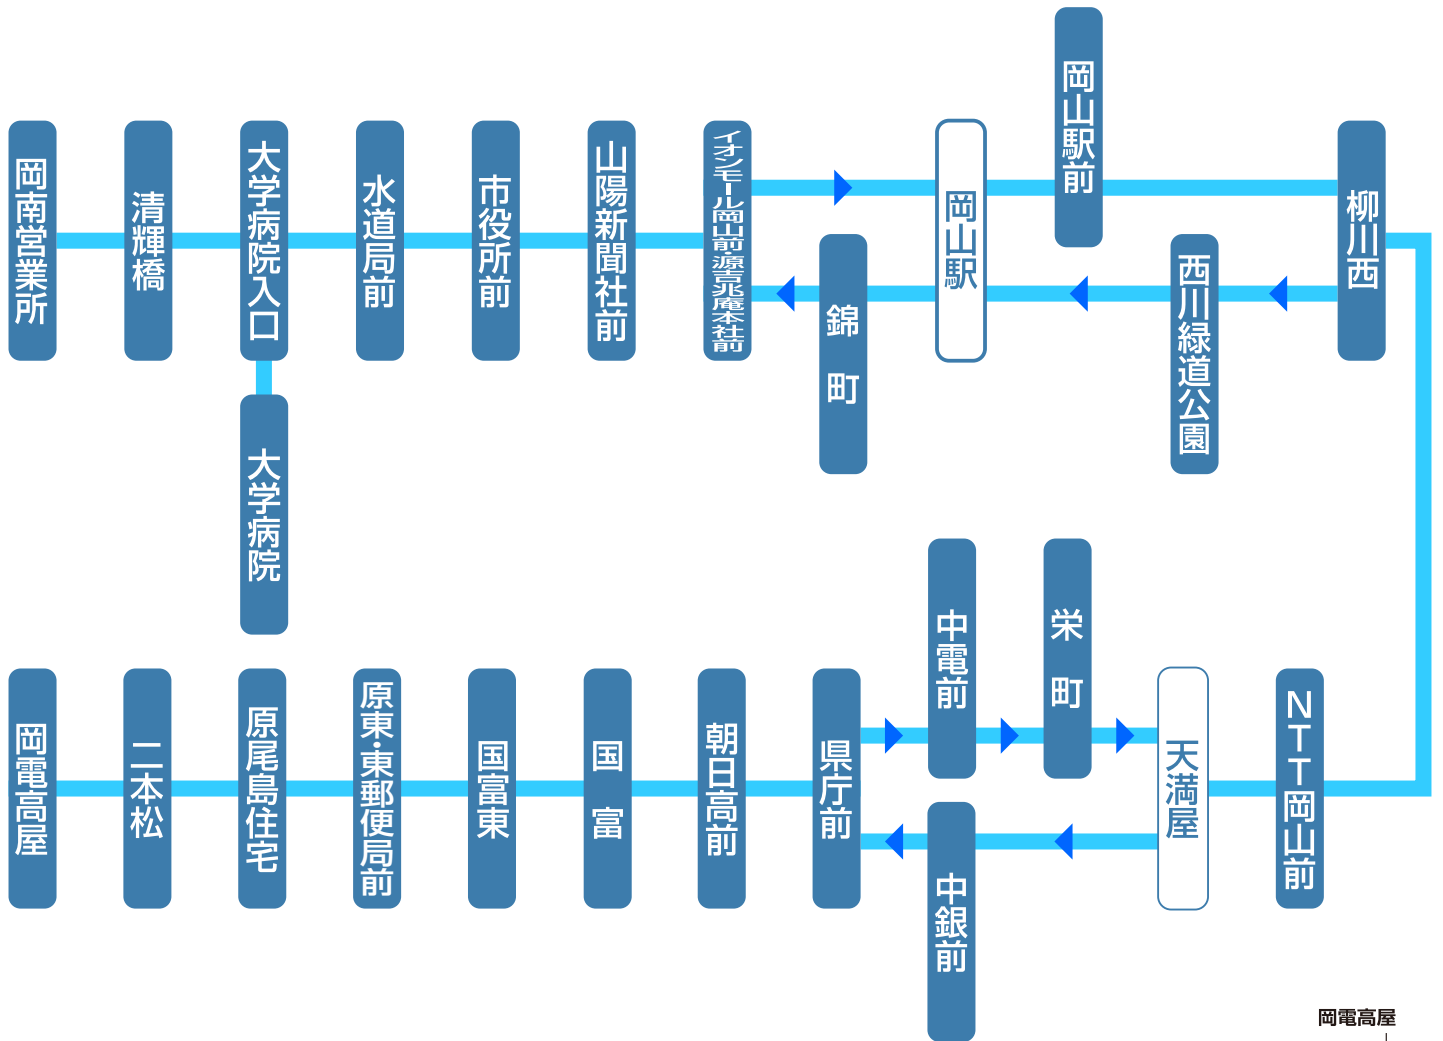 岡南営業所
清輝橋
大学病院入口
水道局前
市役所前
山陽新聞社前
イオンモール岡山前・源吉兆庵本社前
岡山駅
岡山駅前
柳川西
錦 町
西川緑道公園
大学病院
岡電高屋
二本松
原尾島住宅
原東・東郵便局前
国富東
国 富
朝日高前
県庁前
中電前
栄 町
天満屋
NTT岡山前
中銀前
岡電高屋